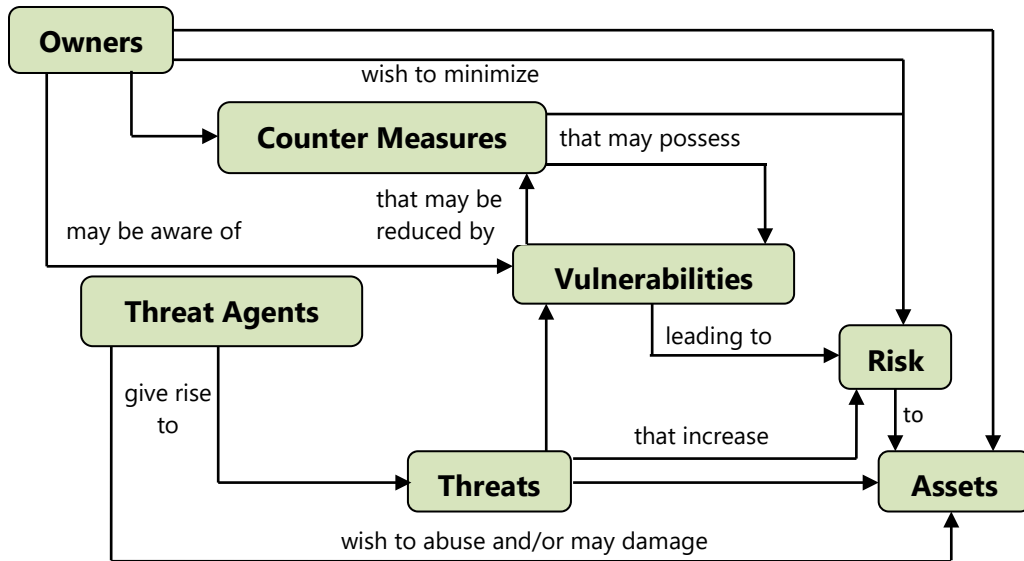 Owners
wish to minimize
Counter Measures
that may possess
that may be
reduced by
may be aware of
Vulnerabilities
Threat Agents
leading to
Risk
give rise
to
to
that increase
Threats
Assets
wish to abuse and/or may damage